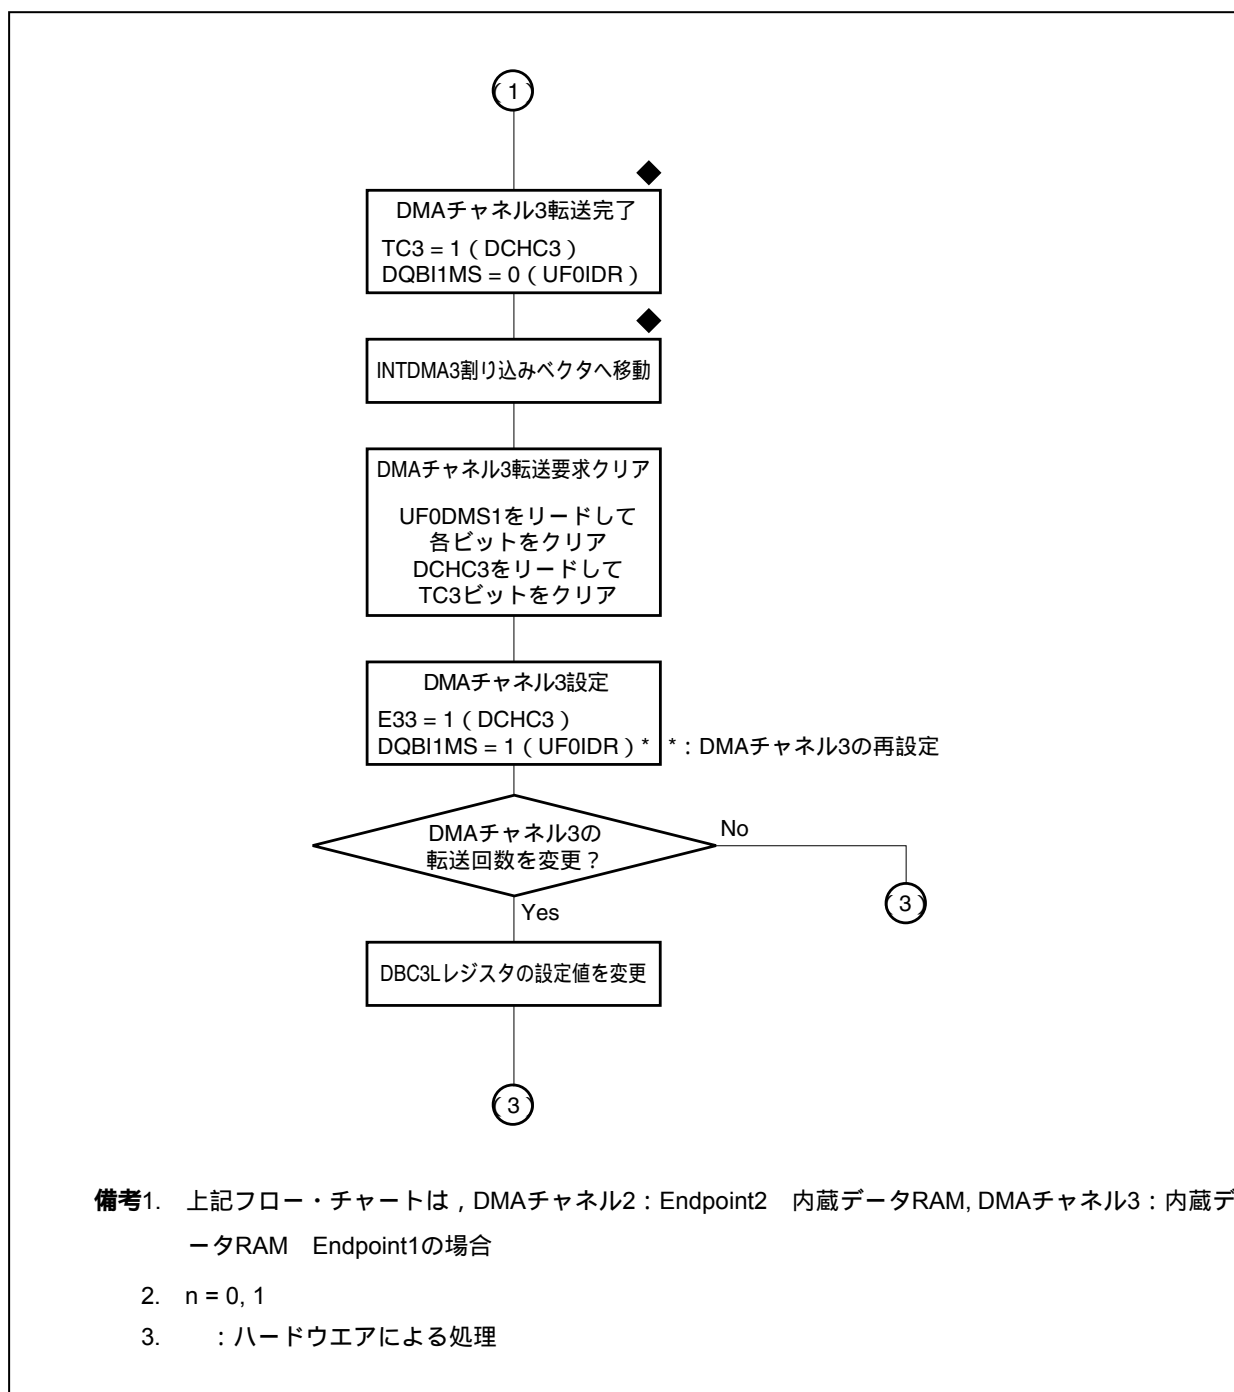 (1)
DMAチャネル3転送完了
TC3 = 1 ( DCHC3 )
DQBI1MS = 0 ( UF0IDR )
INTDMA3割り込みベクタへ移動
DMAチャネル3転送要求クリア
UF0DMS1をリードして
各ビットをクリア
DCHC3をリードして
TC3ビットをクリア
DMAチャネル3設定
E33 = 1 ( DCHC3 )
DQBI1MS = 1 ( UF0IDR ) * *：DMAチャネル3の再設定
DMAチャネル3の
転送回数を変更？
No
(3)
Yes
DBC3Lレジスタの設定値を変更
(3)
備考1. 上記フロー・チャートは，DMAチャネル2：Endpoint2　内蔵データRAM, DMAチャネル3：内蔵デ
ータRAM　Endpoint1の場合
2. n = 0, 1
3. 　：ハードウエアによる処理